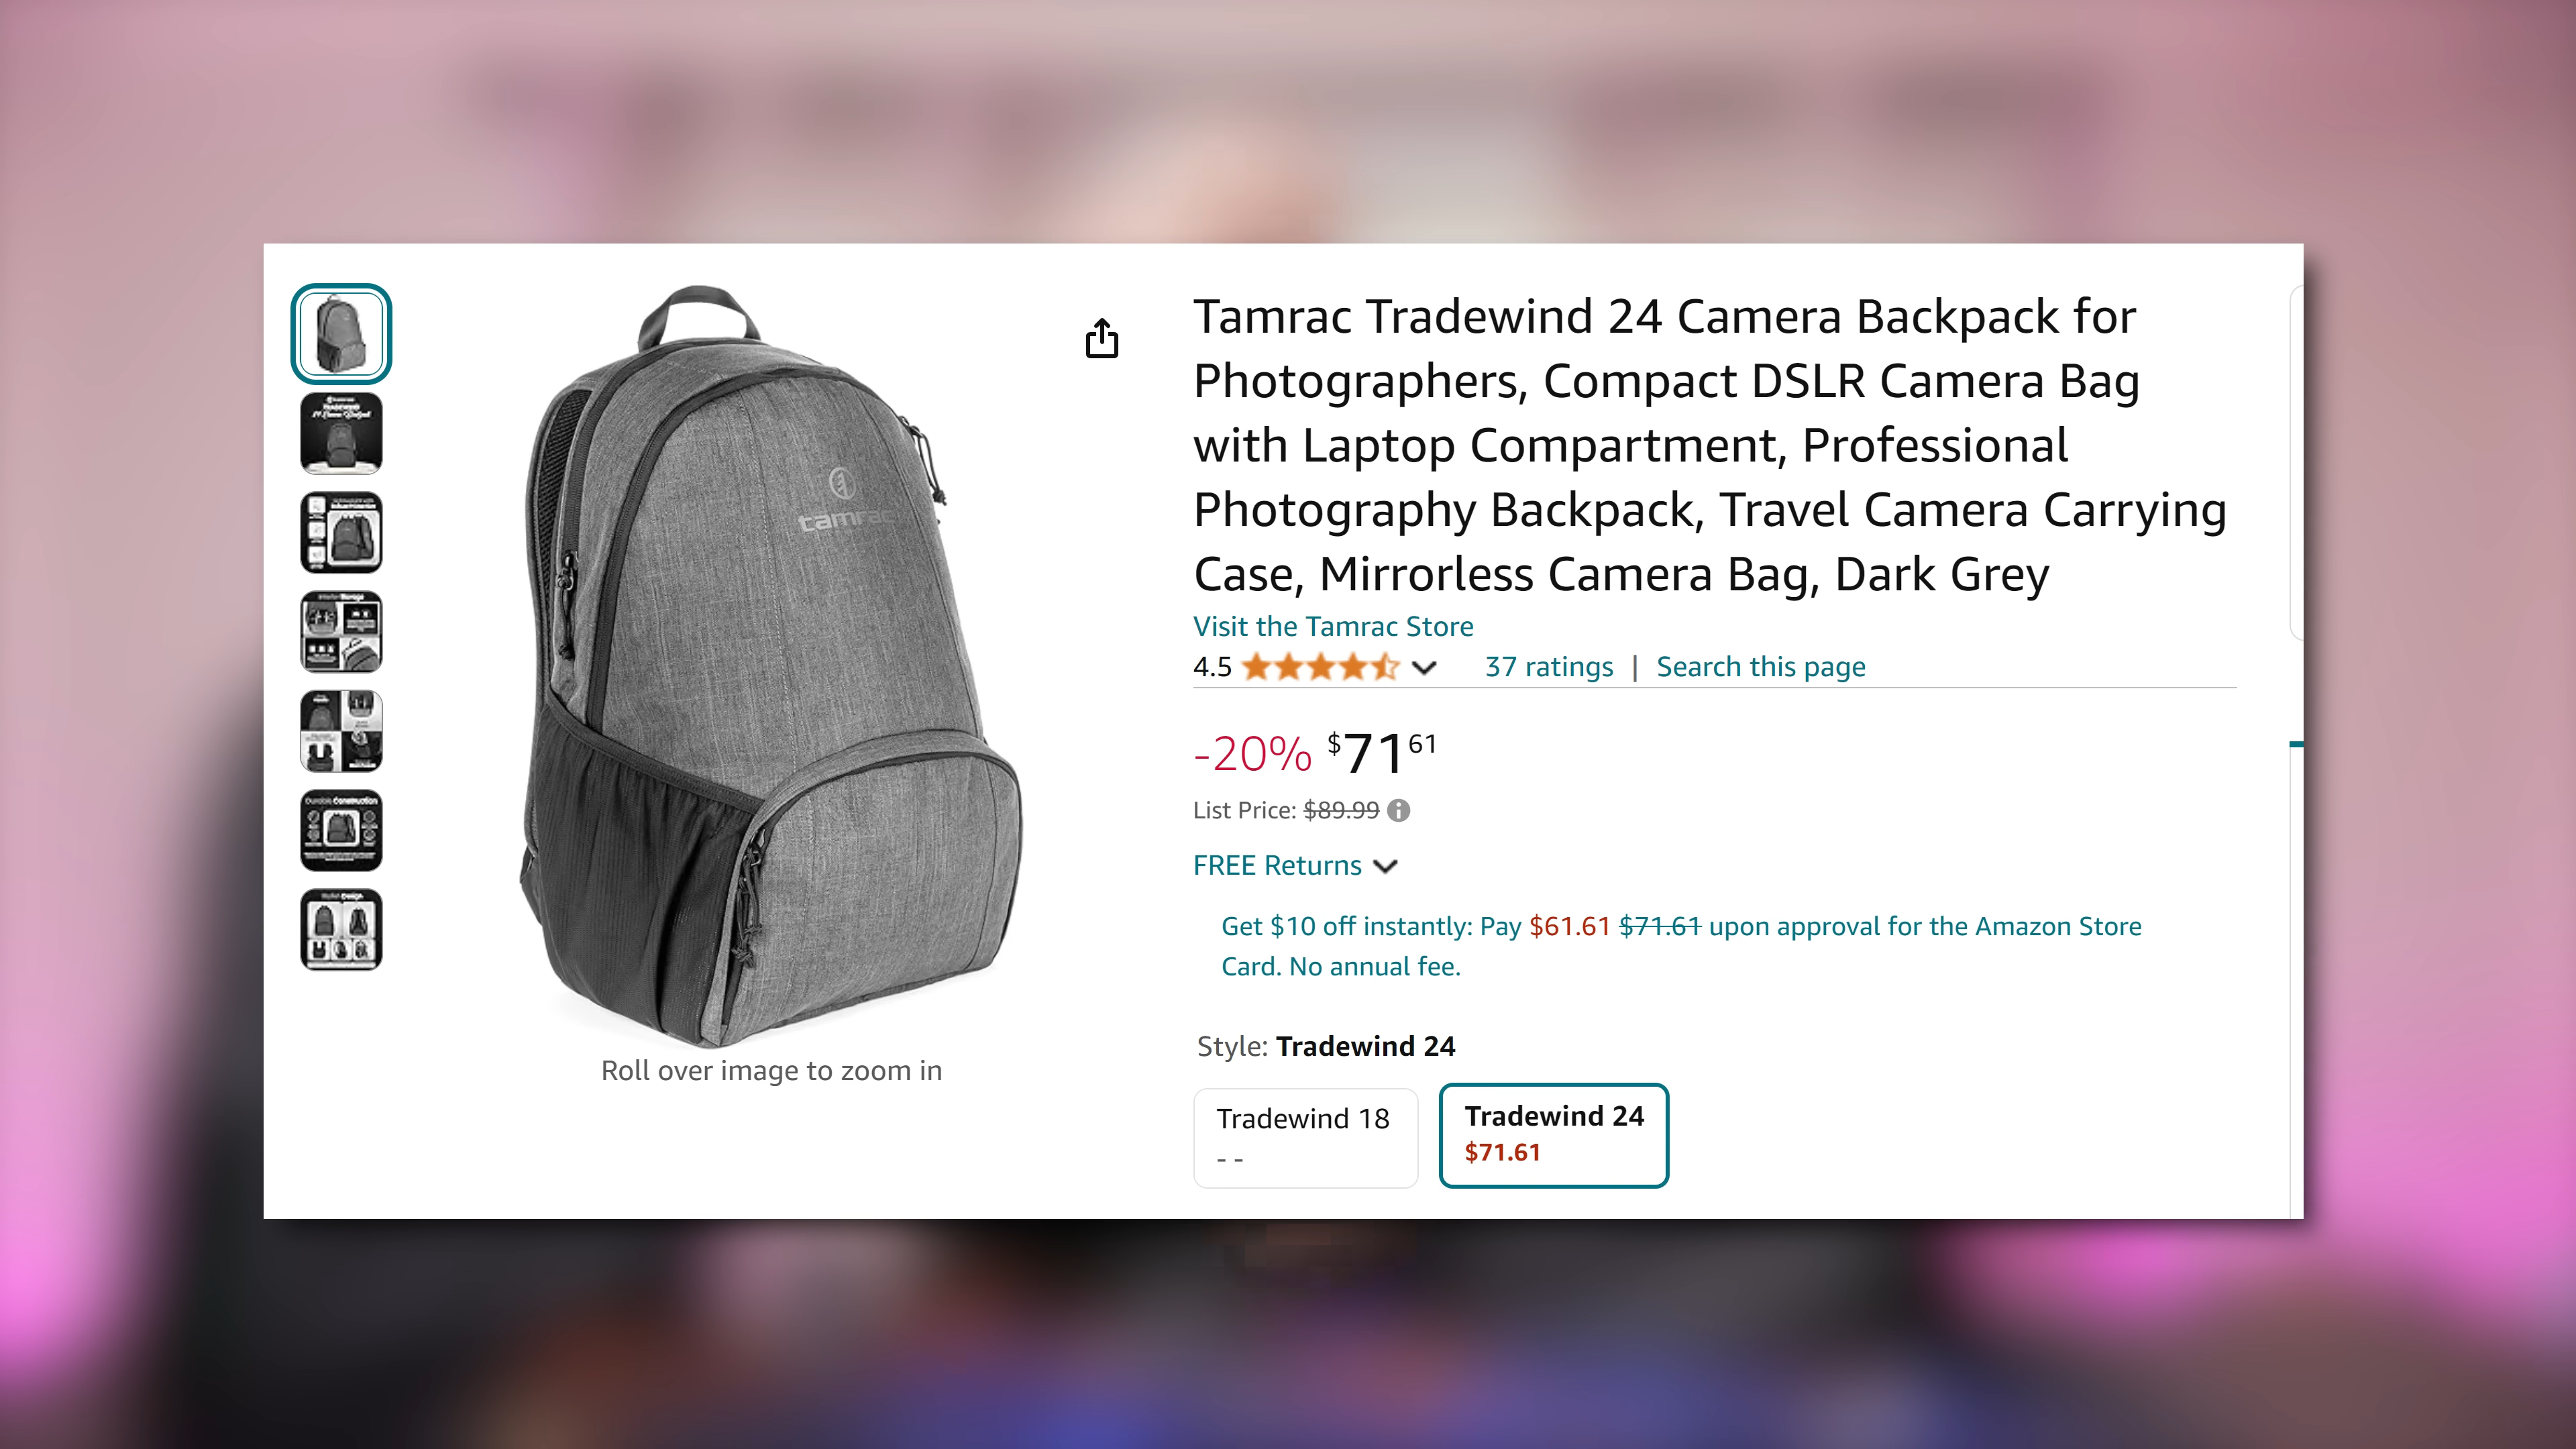 tamrac
Roll over image to zoom in
Tamrac Tradewind 24 Camera Backpack for
Photographers, Compact DSLR Camera Bag
with Laptop Compartment, Professional
Photography Backpack, Travel Camera Carrying
Case, Mirrorless Camera Bag, Dark Grey
Visit the Tamrac Store
4.5 37 ratings | Search this page
-20% $71 61
List Price: $89.99
FREE Returns
Get $10 off instantly: Pay $61.61 $71.61 upon approval for the Amazon Store
Card. No annual fee.
Style: Tradewind 24
Tradewind 18
- -
Tradewind 24
$71.61